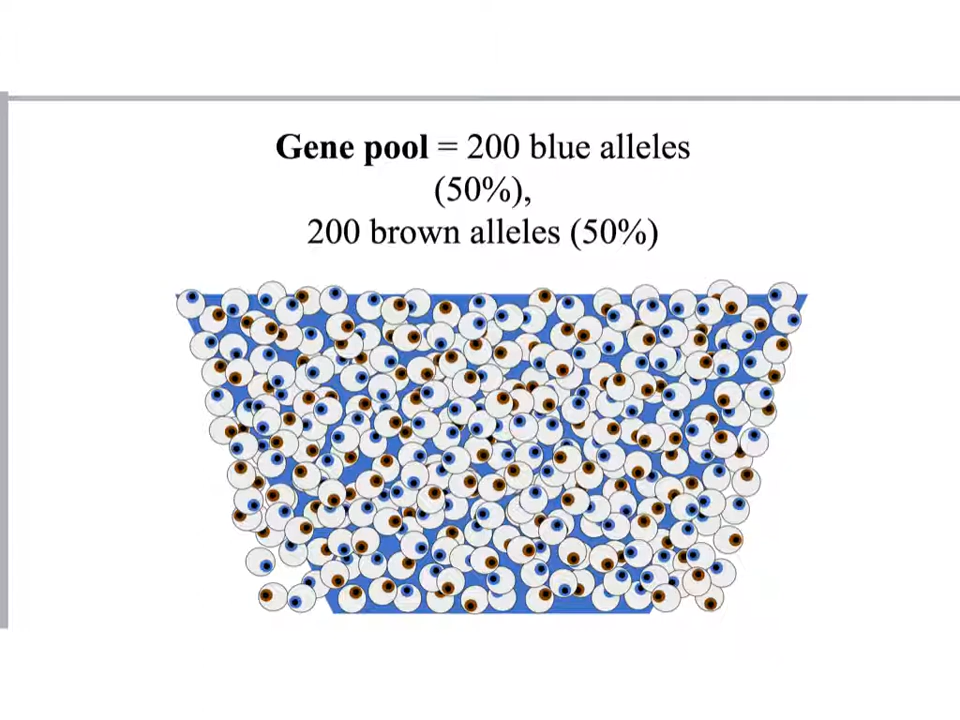 Gene pool = 200 blue alleles
(50%),
200 brown alleles (50%)